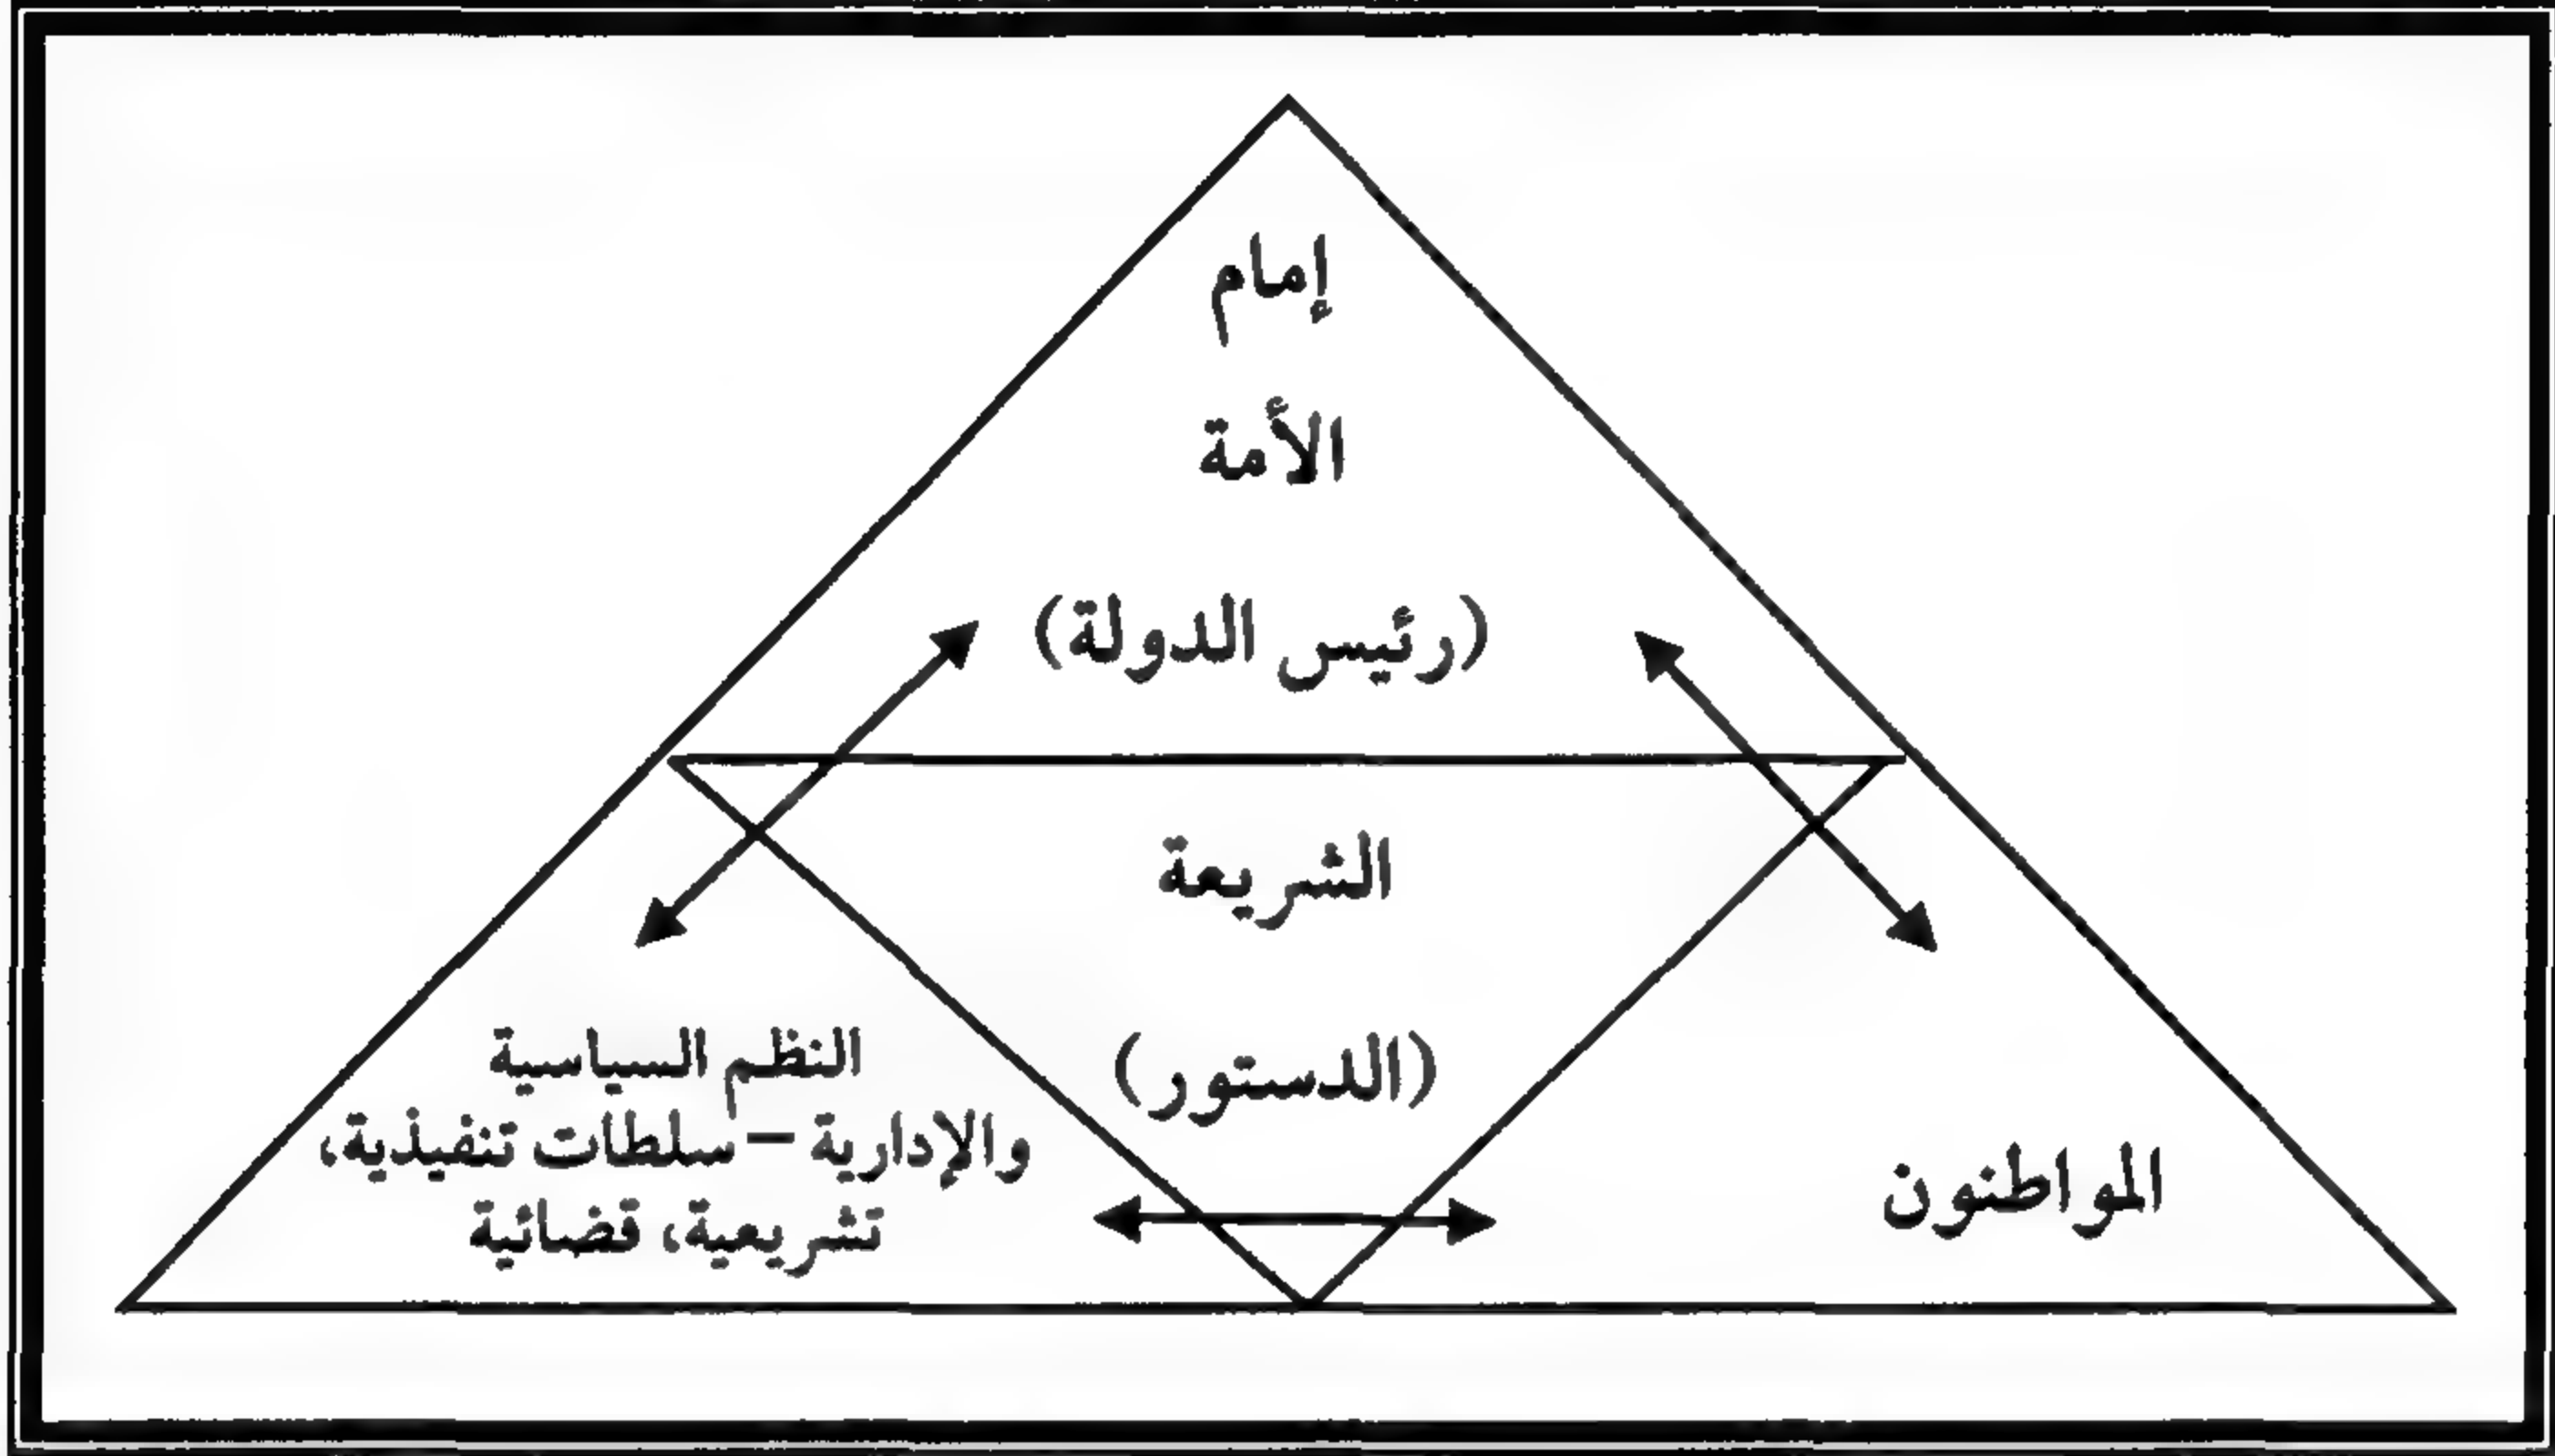 إمام
الأمة
(رئيس الدولة)
الشريعة
(الدستور)
النظم السياسية
والإدارية – سلطات تنفيذية،
تشريعية، قضائية
المواطنون